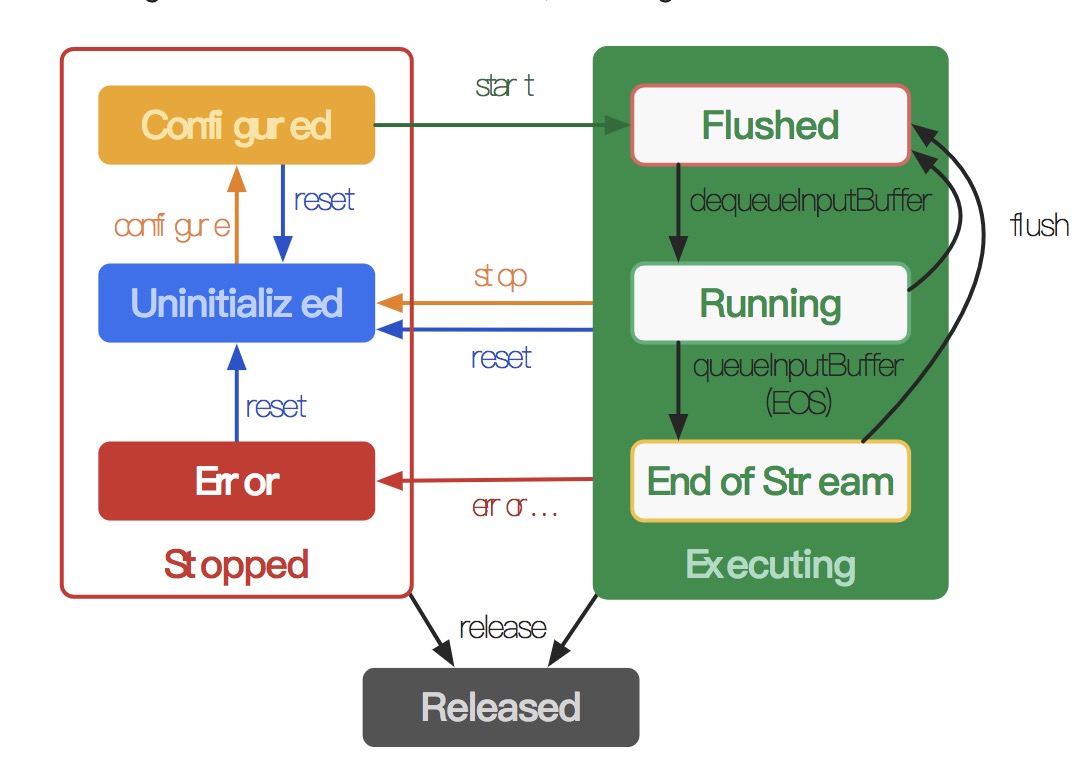 start
Configured
Flushed
reset
dequeueInputBuffer
configure
flush
stop
Uninitialized
Running
reset
queueInputBuffer
(EOS)
reset
Error
End of Stream
error...
Stopped
Executing
release
Released